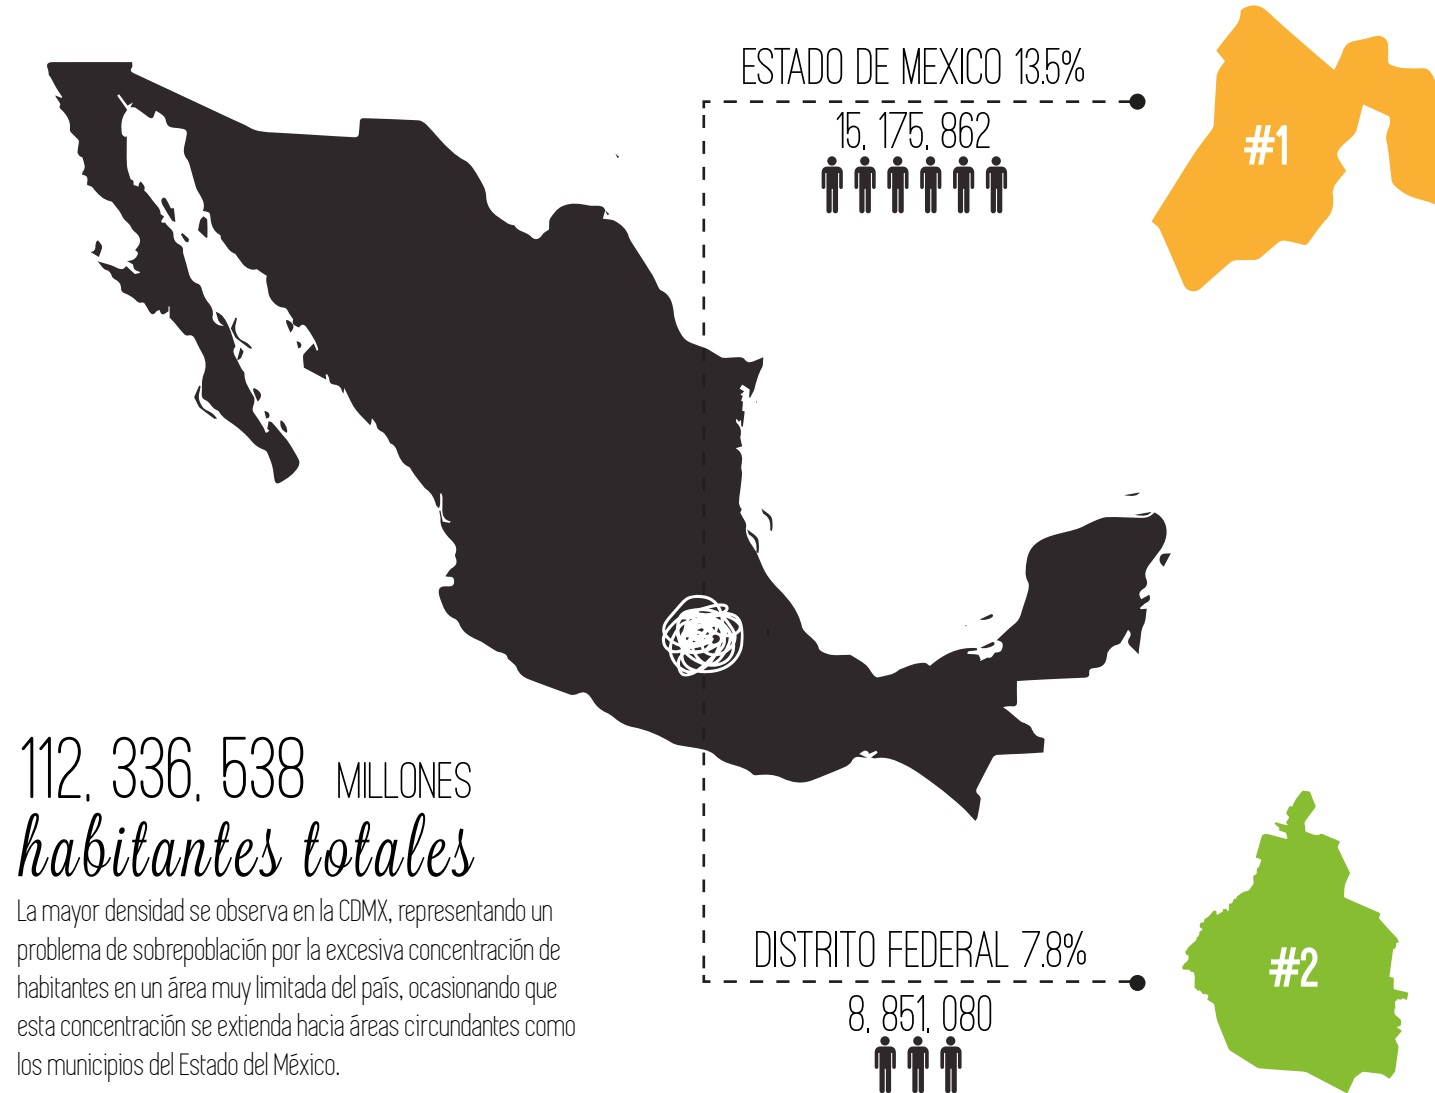 ESTADO DE MEXICO 13.5%
15, 175, 862
#1
112, 336, 538 MILLONES
habitantes totales
La mayor densidad se observa en la CDMX, representando un
problema de sobrepoblación por la excesiva concentración de
habitantes en un área muy limitada del país, ocasionando que
esta concentración se extienda hacia áreas circundantes como
los municipios del Estado del México.
DISTRITO FEDERAL 7.8%
8, 851, 080
#2